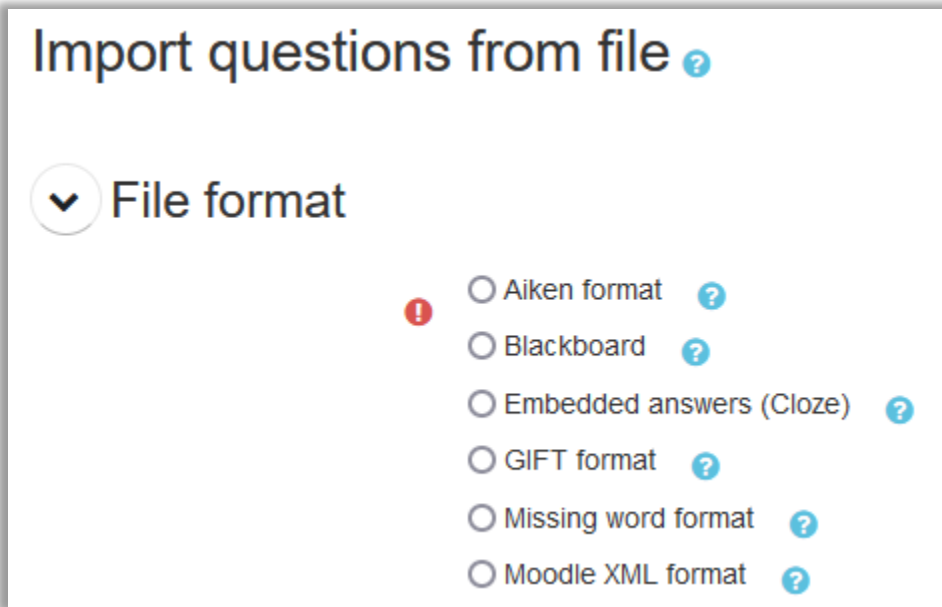 Import questions from file
File format
Aiken format
Blackboard
Embedded answers (Cloze)
GIFT format
Missing word format
Moodle XML format